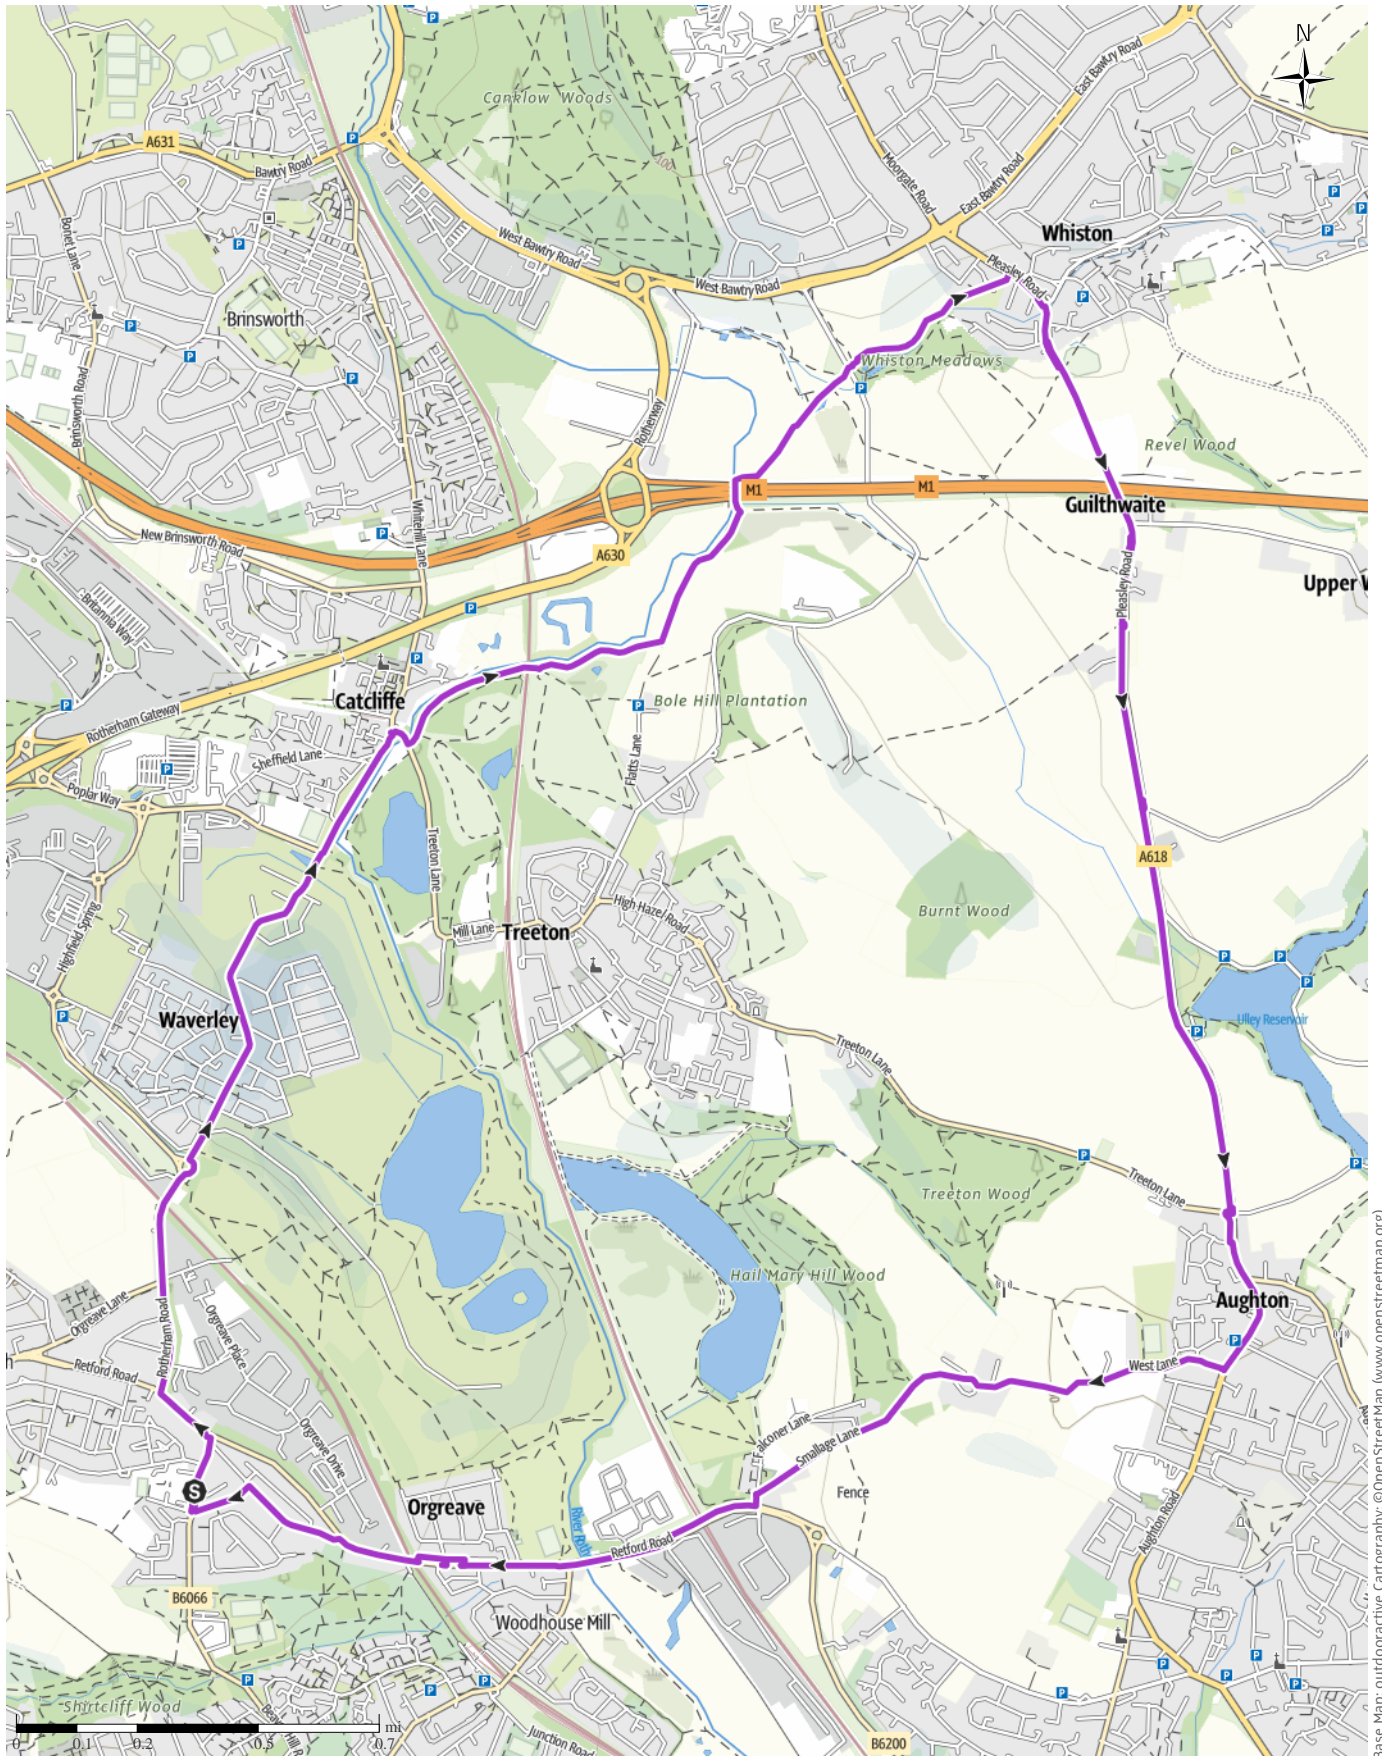 N
Canklow Woods
East Bawtry Road
A631
Bawtry Road
100
Moorgate Road
East Bawtry Road
Bonet Lane
Whiston
West Bawtry Road
Pleasley Road
West Bawtry Road
Brinsworth
Whiston Meadows
Brinsworth Road
Rotherway
Revel Wood
M1
M1
Guilthwaite
Whitehill Lane
New Brinsworth Road
A630
Pleasley Road
Upper W
Britannia Way
Catcliffe
Bole Hill Plantation
Rotherham Gateway
Sheffield Lane
Flatts Lane
Poplar Way
Treeton Lane
A618
High Hazel Road
Burnt Wood
Highfield Spring
Mill Lane
Treeton
Waverley
Ulley Reservoir
Treeton Lane
Treeton Wood
Treeton Lane
Hail Mary Hill Wood
Aughton
Orgreave Lane
Rotherham Road
Orgreave Place
h
Retford Road
West Lane
Falconer Lane
Smallage Lane
Orgreave Drive
S
Orgreave
Fence
River Roth
Retford Road
Aughton Road
B6066
Woodhouse Mill
Shirtcliff Wood
Junction Road
B6200
0
0.1
0.2
0.5
0.7
mi
ase Map: outdooractive Cartography; ©OpenStreetMap (www.openstreetmap.org)